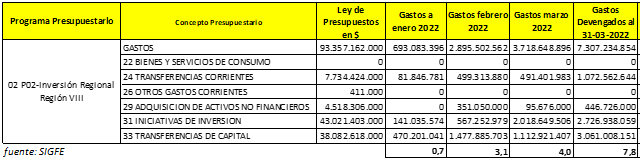 Programa Presupuestario Concepto Presupuestario Ley de Presupuestos en $ Gastos a enero 2022 Gastos febrero 2022 Gastos marzo 2022 Gastos Devengados al 31-03-2022
02 P02-Inversión Regional Región VIII
GASTOS 93.357.162.000 693.083.396 2.895.502.562 3.718.648.896 7.307.234.854
22 BIENES Y SERVICIOS DE CONSUMO 0 0 0 0
24 TRANSFERENCIAS CORRIENTES 7.734.424.000 81.846.781 499.313.880 491.401.983 1.072.562.644
26 OTROS GASTOS CORRIENTES 411.000 0 0 0 0
29 ADQUISICION DE ACTIVOS NO FINANCIEROS 4.518.306.000 0 351.050.000 95.676.000 446.726.000
31 INICIATIVAS DE INVERSION 43.021.403.000 141.035.574 567.252.979 2.018.649.506 2.726.938.059
33 TRANSFERENCIAS DE CAPITAL 38.082.618.000 470.201.041 1.477.885.703 1.112.921.407 3.061.008.151
fuente: SIGFE 0,7 3,1 4,0 7,8